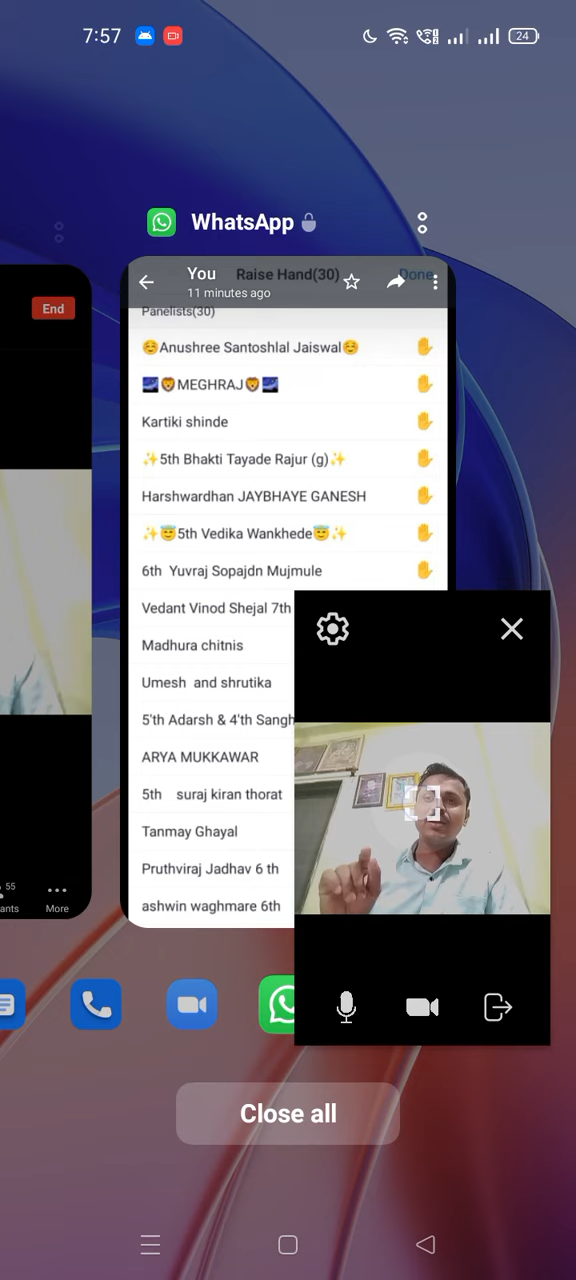 7:57
24
WhatsApp
End
You
Raise Hand(30)
Done
11 minutes ago
Panelists(30)
☺️Anushree Santoshlal Jaiswal☺️
🌌🦁MEGHRAJ🦁🌌
Kartiki shinde
✨5th Bhakti Tayade Rajur (g)✨
Harshwardhan JAYBHAYE GANESH
✨😇5th Vedika Wankhede😇✨
6th Yuvraj Sopajdn Mujmule
Vedant Vinod Shejal 7th
Madhura chitnis
Umesh and shrutika
5'th Adarsh & 4'th Sangh
ARYA MUKKAWAR
5th suraj kiran thorat
Tanmay Ghayal
Pruthviraj Jadhav 6 th
ashwin waghmare 6th
55
ants
More
Close all